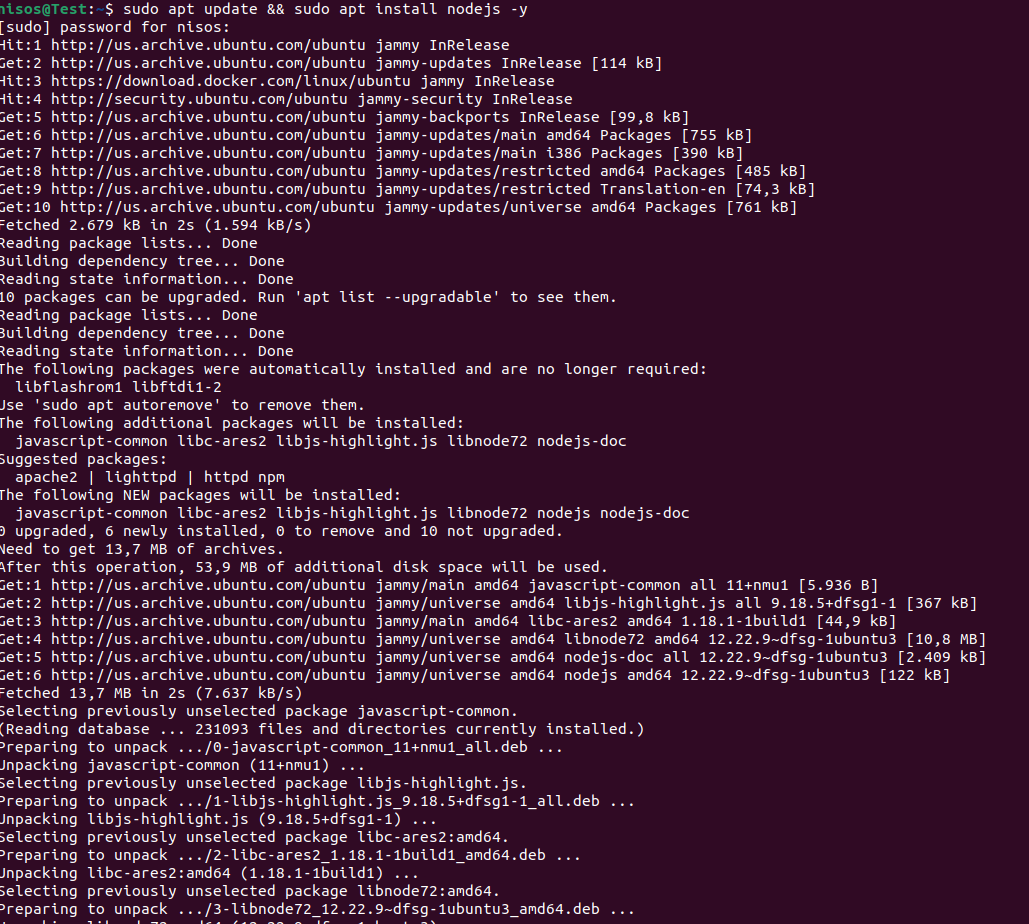 nisos@Test:~$ sudo apt update && sudo apt install nodejs -y
[sudo] password for nisos:
Hit:1 http://us.archive.ubuntu.com/ubuntu jammy InRelease
Get:2 http://us.archive.ubuntu.com/ubuntu jammy-updates InRelease [114 kB]
Hit:3 https://download.docker.com/linux/ubuntu jammy InRelease
Hit:4 http://security.ubuntu.com/ubuntu jammy-security InRelease
Get:5 http://us.archive.ubuntu.com/ubuntu jammy-backports InRelease [99,8 kB]
Get:6 http://us.archive.ubuntu.com/ubuntu jammy-updates/main amd64 Packages [755 kB]
Get:7 http://us.archive.ubuntu.com/ubuntu jammy-updates/main i386 Packages [390 kB]
Get:8 http://us.archive.ubuntu.com/ubuntu jammy-updates/restricted amd64 Packages [485 kB]
Get:9 http://us.archive.ubuntu.com/ubuntu jammy-updates/restricted Translation-en [74,3 kB]
Get:10 http://us.archive.ubuntu.com/ubuntu jammy-updates/universe amd64 Packages [761 kB]
Fetched 2.679 kB in 2s (1.594 kB/s)
Reading package lists... Done
Building dependency tree... Done
Reading state information... Done
10 packages can be upgraded. Run 'apt list --upgradable' to see them.
Reading package lists... Done
Building dependency tree... Done
Reading state information... Done
The following packages were automatically installed and are no longer required:
  libflashrom1 libftdi1-2
Use 'sudo apt autoremove' to remove them.
The following additional packages will be installed:
  javascript-common libc-ares2 libjs-highlight.js libnode72 nodejs-doc
Suggested packages:
  apache2 | lighttpd | httpd npm
The following NEW packages will be installed:
  javascript-common libc-ares2 libjs-highlight.js libnode72 nodejs nodejs-doc
0 upgraded, 6 newly installed, 0 to remove and 10 not upgraded.
Need to get 13,7 MB of archives.
After this operation, 53,9 MB of additional disk space will be used.
Get:1 http://us.archive.ubuntu.com/ubuntu jammy/main amd64 javascript-common all 11+nmu1 [5.936 B]
Get:2 http://us.archive.ubuntu.com/ubuntu jammy/universe amd64 libjs-highlight.js all 9.18.5+dfsg1-1 [367 kB]
Get:3 http://us.archive.ubuntu.com/ubuntu jammy/main amd64 libc-ares2 amd64 1.18.1-1build1 [44,9 kB]
Get:4 http://us.archive.ubuntu.com/ubuntu jammy/universe amd64 libnode72 amd64 12.22.9~dfsg-1ubuntu3 [10,8 MB]
Get:5 http://us.archive.ubuntu.com/ubuntu jammy/universe amd64 nodejs-doc all 12.22.9~dfsg-1ubuntu3 [2.409 kB]
Get:6 http://us.archive.ubuntu.com/ubuntu jammy/universe amd64 nodejs amd64 12.22.9~dfsg-1ubuntu3 [122 kB]
Fetched 13,7 MB in 2s (7.637 kB/s)
Selecting previously unselected package javascript-common.
(Reading database ... 231093 files and directories currently installed.)
Preparing to unpack .../0-javascript-common_11+nmu1_all.deb ...
Unpacking javascript-common (11+nmu1) ...
Selecting previously unselected package libjs-highlight.js.
Preparing to unpack .../1-libjs-highlight.js_9.18.5+dfsg1-1_all.deb ...
Unpacking libjs-highlight.js (9.18.5+dfsg1-1) ...
Selecting previously unselected package libc-ares2:amd64.
Preparing to unpack .../2-libc-ares2_1.18.1-1build1_amd64.deb ...
Unpacking libc-ares2:amd64 (1.18.1-1build1) ...
Selecting previously unselected package libnode72:amd64.
Preparing to unpack .../3-libnode72_12.22.9~dfsg-1ubuntu3_amd64.deb ...